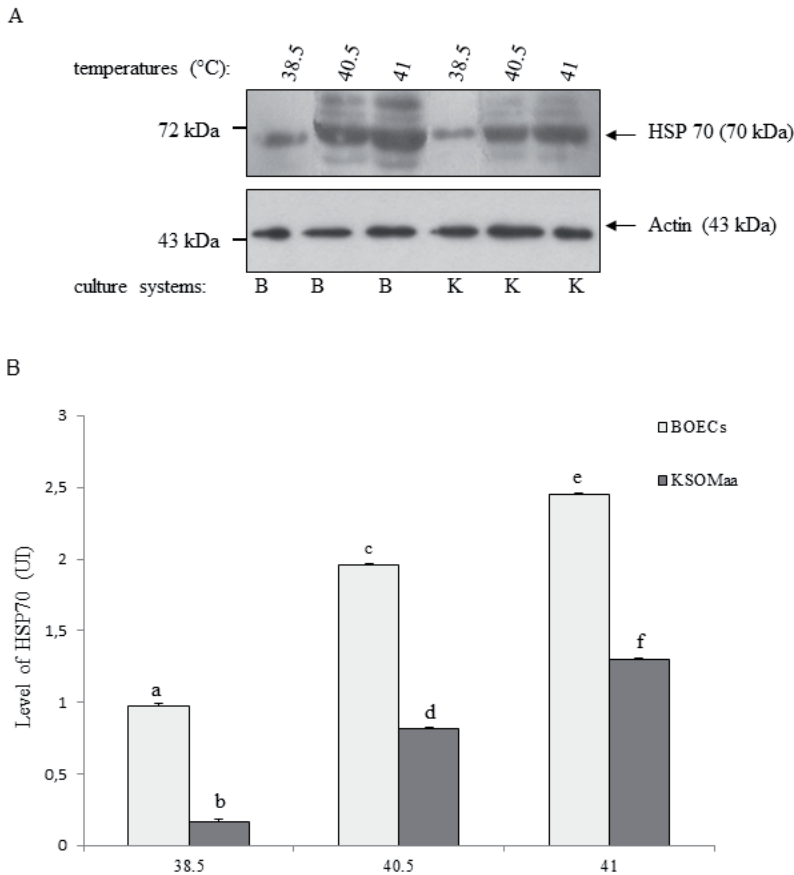 A
temperatures (°C): 38.5 40.5 41 38.5 40.5 41
72 kDa HSP 70 (70 kDa)
43 kDa Actin (43 kDa)
culture systems: B B B K K K
B
Level of HSP70 (UI)
3
2,5
2
1,5
1
0,5
0
a
b
c
d
e
f
BOECs
KSOMaa
38.5 40.5 41